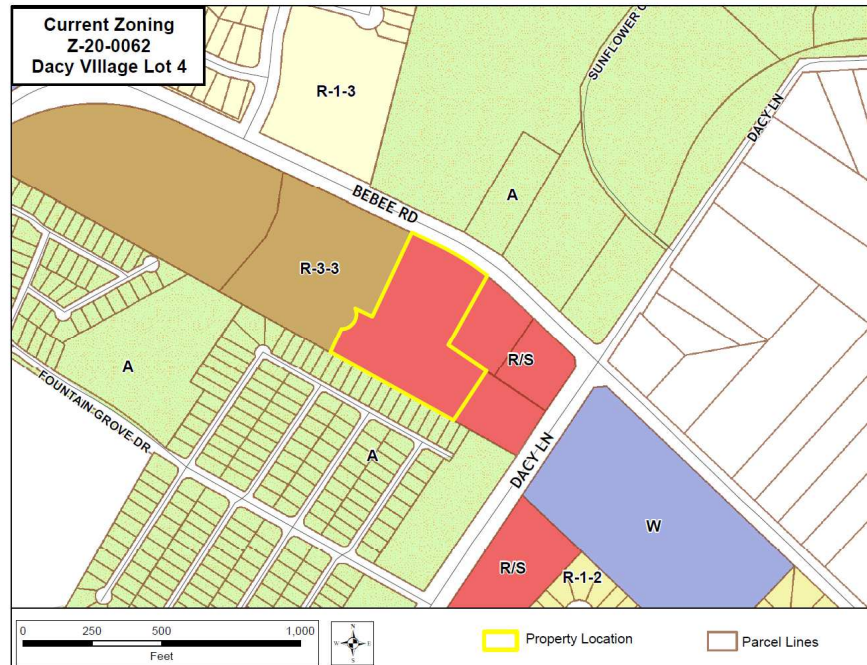 Current Zoning
Z-20-0062
Dacy VIllage Lot 4
R-1-3
SUNFLOWER
DACY LN
BEBEE RD
A
R-3-3
A
R/S
FOUNTAIN GROVE DR
A
DACY LN
W
R/S
R-1-2
0 250 500 1,000
Feet
N
W E
S
Property Location
Parcel Lines